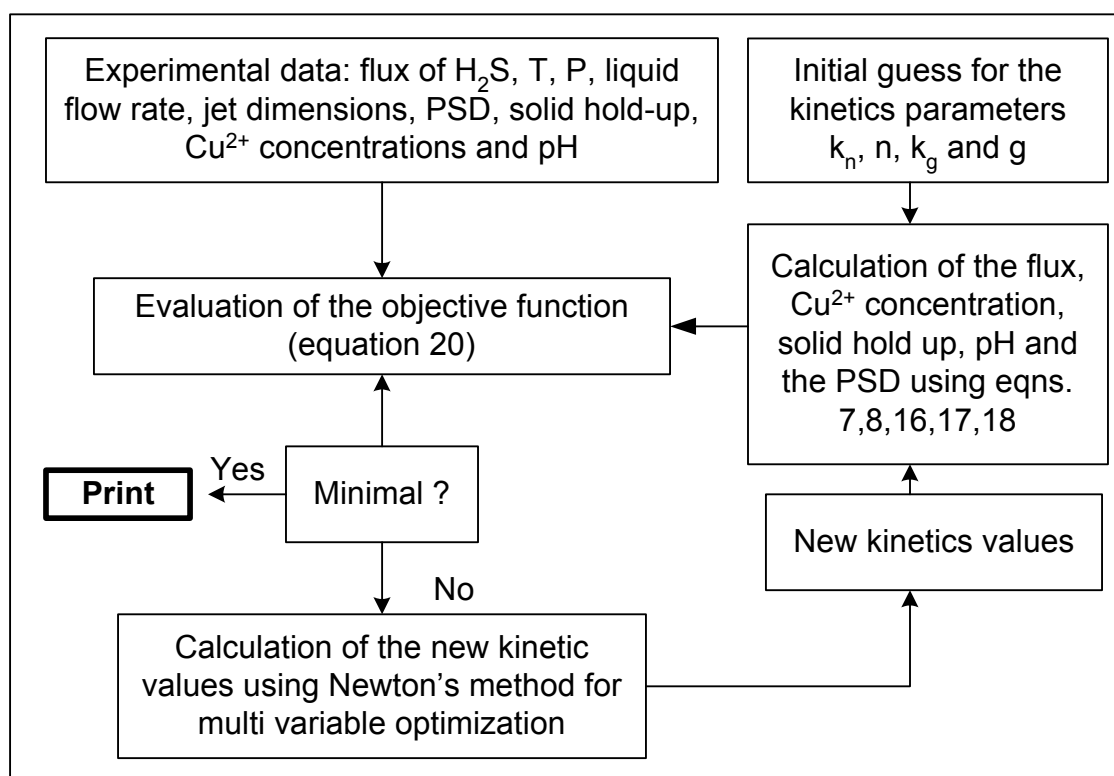 Experimental data: flux of H₂S, T, P, liquid
flow rate, jet dimensions, PSD, solid hold-up,
Cu²⁺ concentrations and pH
Initial guess for the
kinetics parameters
kₙ, n, k_g and g
Evaluation of the objective function
(equation 20)
Calculation of the flux,
Cu²⁺ concentration,
solid hold up, pH and
the PSD using eqns.
7,8,16,17,18
Minimal ?
Yes
Print
No
New kinetics values
Calculation of the new kinetic
values using Newton’s method for
multi variable optimization